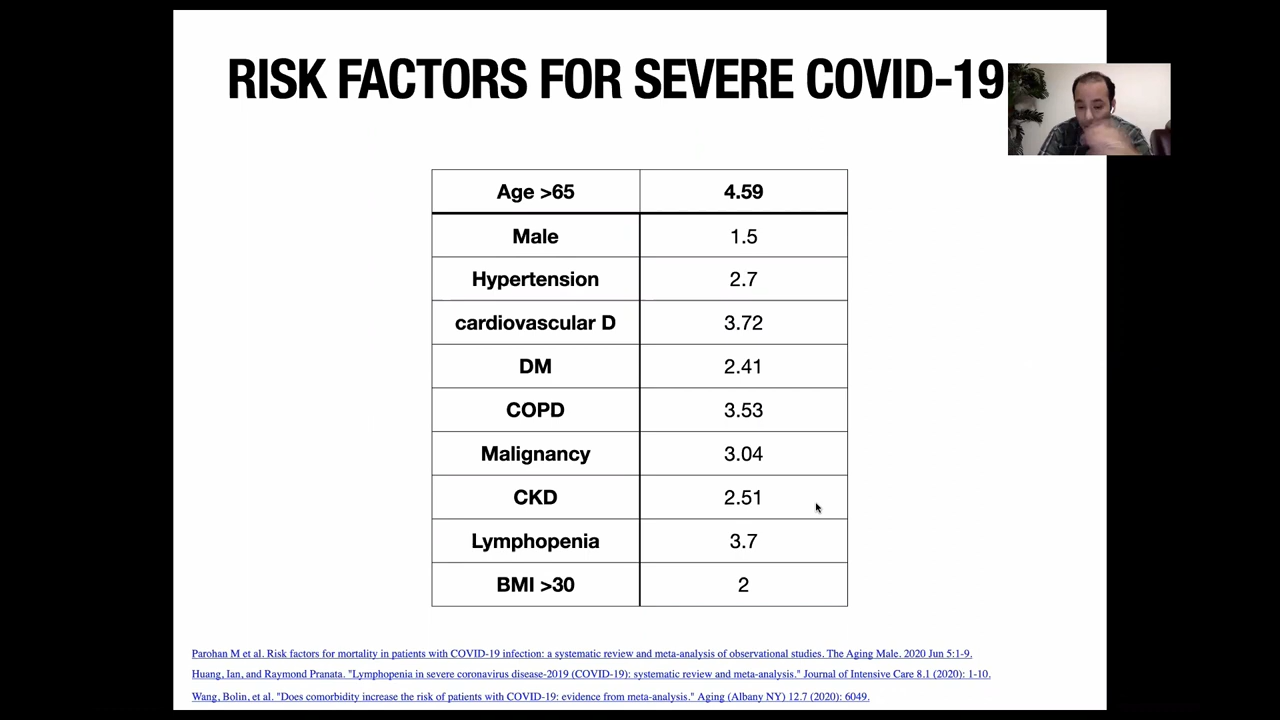 RISK FACTORS FOR SEVERE COVID-19
Age >65 4.59
Male 1.5
Hypertension 2.7
cardiovascular D 3.72
DM 2.41
COPD 3.53
Malignancy 3.04
CKD 2.51
Lymphopenia 3.7
BMI >30 2
Parohan M et al. Risk factors for mortality in patients with COVID-19 infection: a systematic review and meta-analysis of observational studies. The Aging Male. 2020 Jun 5:1-9.
Huang, Ian, and Raymond Pranata. "Lymphopenia in severe coronavirus disease-2019 (COVID-19): systematic review and meta-analysis." Journal of Intensive Care 8.1 (2020): 1-10.
Wang, Bolin, et al. "Does comorbidity increase the risk of patients with COVID-19: evidence from meta-analysis." Aging (Albany NY) 12.7 (2020): 6049.